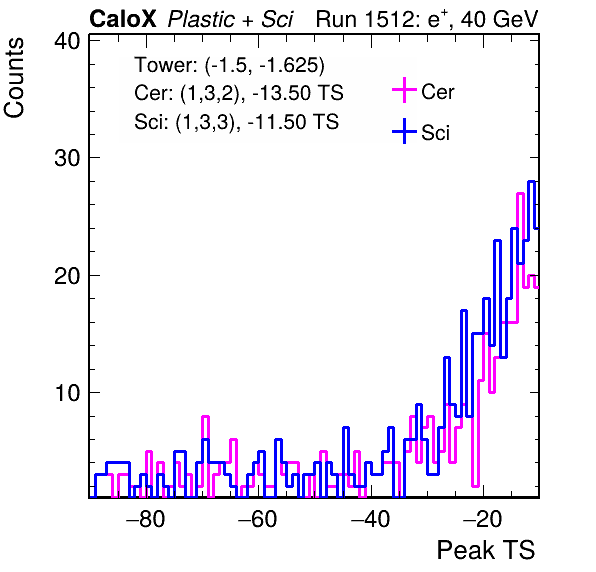 CaloX Plastic + Sci Run 1512: e+, 40 GeV
Counts
40
30
20
10
Tower: (-1.5, -1.625)
Cer: (1,3,2), -13.50 TS
Sci: (1,3,3), -11.50 TS
Cer
Sci
−80 −60 −40 −20
Peak TS